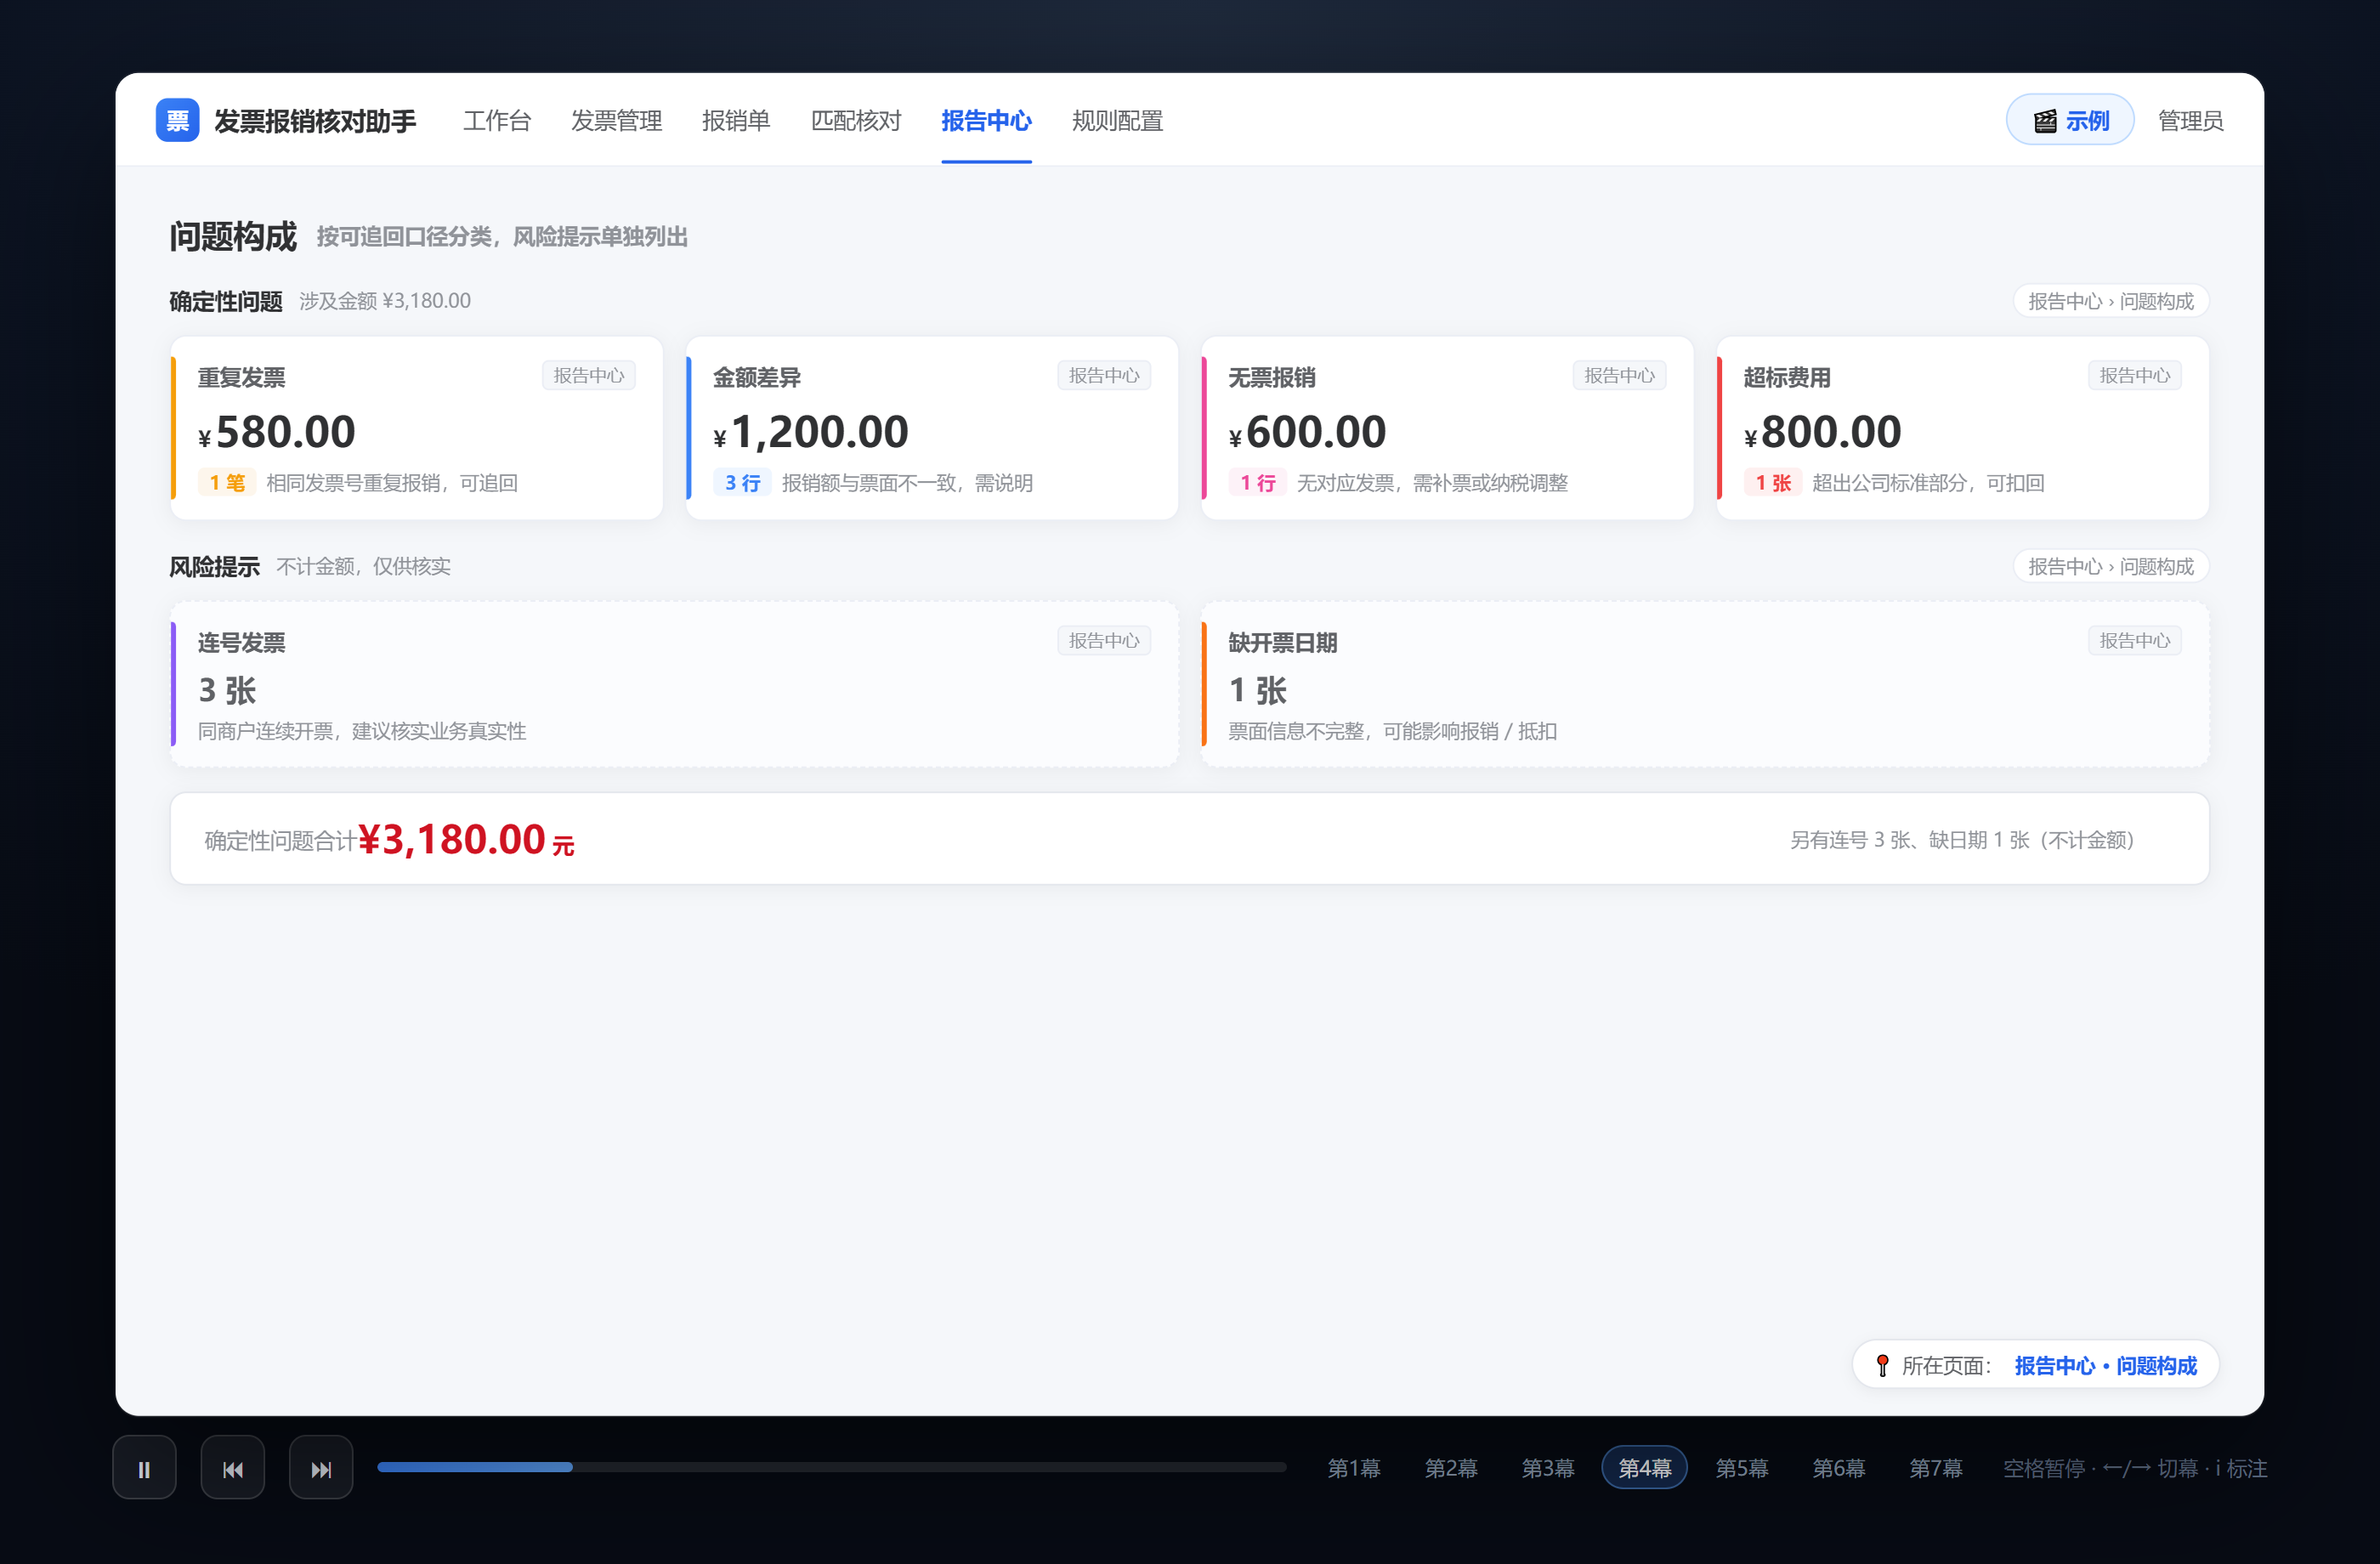 票 发票报销核对助手 工作台 发票管理 报销单 匹配核对 报告中心 规则配置 示例 管理员
问题构成 按可追回口径分类，风险提示单独列出
确定性问题 涉及金额 ¥3,180.00 报告中心 › 问题构成
重复发票 报告中心
¥580.00
1 笔 相同发票号重复报销，可追回
金额差异 报告中心
¥1,200.00
3 行 报销额与票面不一致，需说明
无票报销 报告中心
¥600.00
1 行 无对应发票，需补票或纳税调整
超标费用 报告中心
¥800.00
1 张 超出公司标准部分，可扣回
风险提示 不计金额，仅供核实 报告中心 › 问题构成
连号发票 报告中心
3 张
同商户连续开票，建议核实业务真实性
缺开票日期 报告中心
1 张
票面信息不完整，可能影响报销 / 抵扣
确定性问题合计¥3,180.00 元 另有连号 3 张、缺日期 1 张（不计金额）
所在页面： 报告中心 • 问题构成
第1幕 第2幕 第3幕 第4幕 第5幕 第6幕 第7幕 空格暂停 · ←/→ 切幕 · i 标注